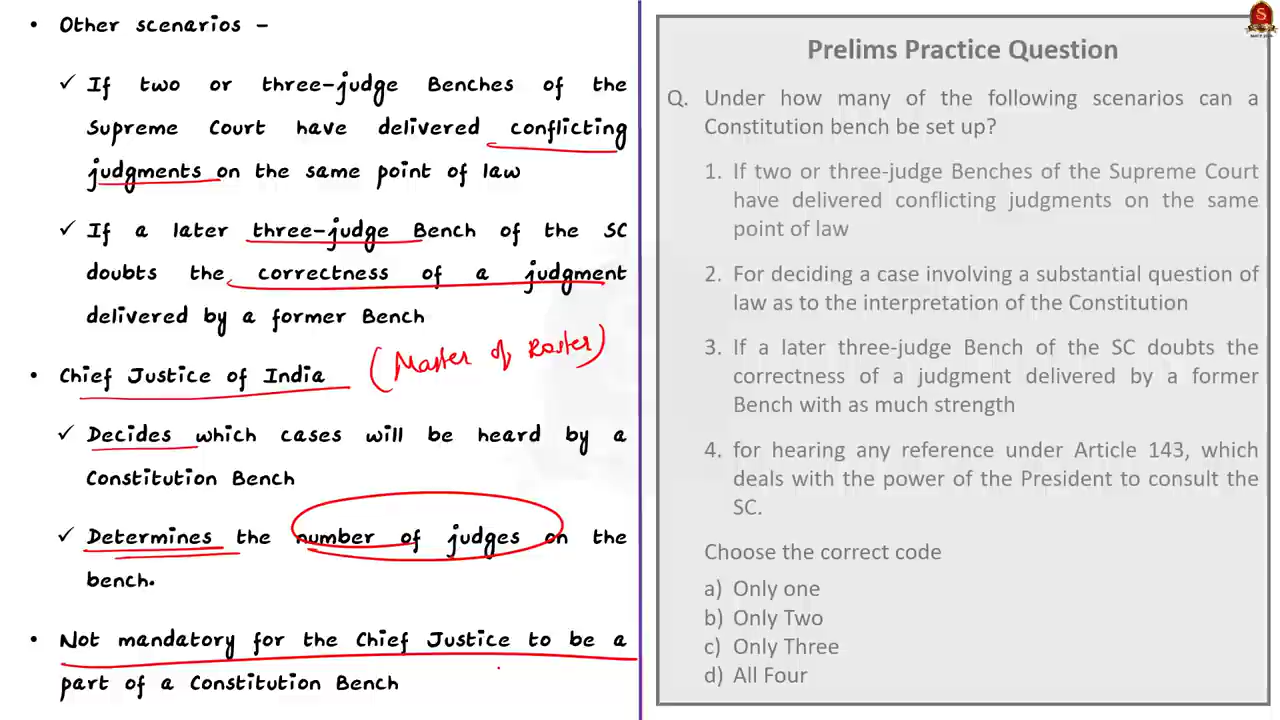 • Other scenarios –
✓ If two or three-judge Benches of the
Supreme Court have delivered conflicting
judgments on the same point of law
✓ If a later three-judge Bench of the SC
doubts the correctness of a judgment
delivered by a former Bench
(Master of Roster)
• Chief Justice of India
✓ Decides which cases will be heard by a
Constitution Bench
✓ Determines the number of judges on the
bench.
• Not mandatory for the Chief Justice to be a
part of a Constitution Bench
Prelims Practice Question
Q. Under how many of the following scenarios can a
Constitution bench be set up?
1. If two or three-judge Benches of the Supreme Court
have delivered conflicting judgments on the same
point of law
2. For deciding a case involving a substantial question of
law as to the interpretation of the Constitution
3. If a later three-judge Bench of the SC doubts the
correctness of a judgment delivered by a former
Bench with as much strength
4. for hearing any reference under Article 143, which
deals with the power of the President to consult the
SC.
Choose the correct code
a) Only one
b) Only Two
c) Only Three
d) All Four